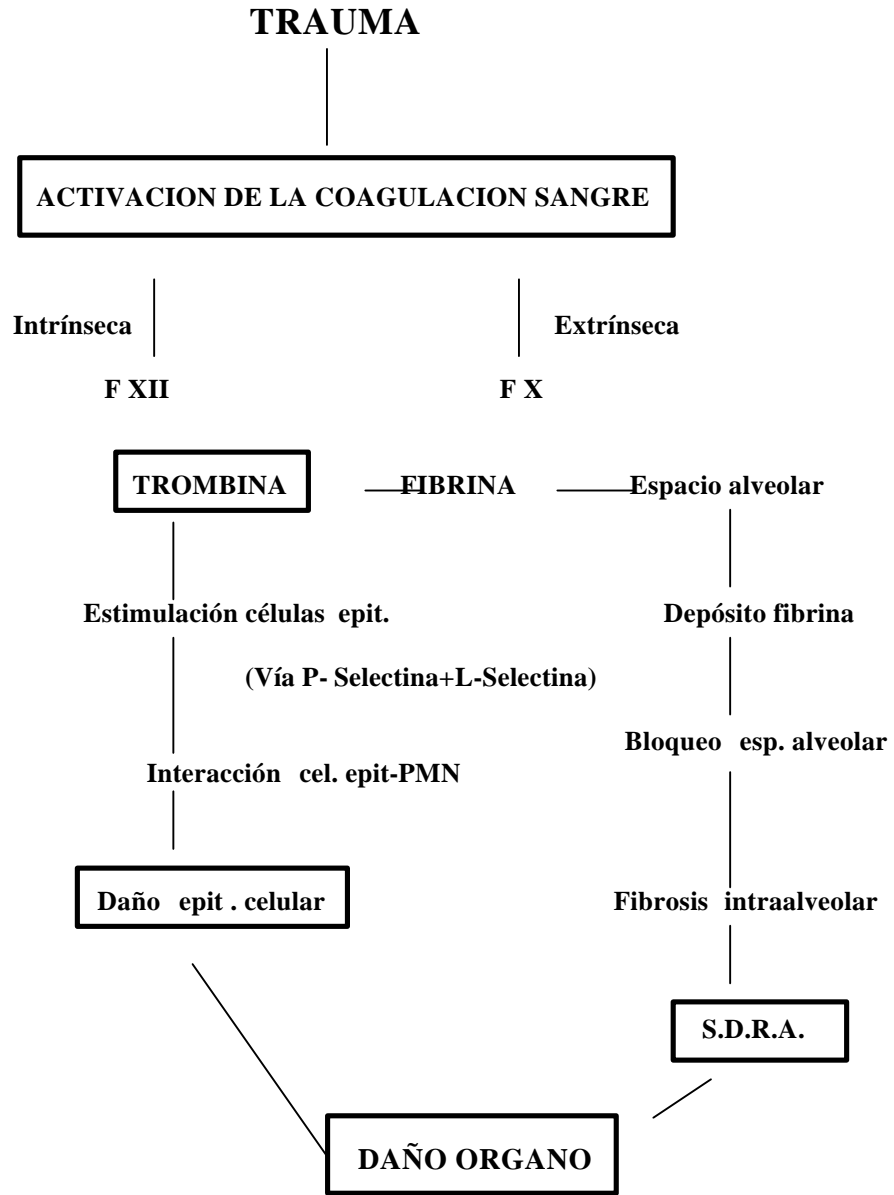 TRAUMA
ACTIVACION DE LA COAGULACION SANGRE
Intrínseca Extrínseca
F XII F X
TROMBINA FIBRINA Espacio alveolar
Estimulación células epit. Depósito fibrina
(Vía P- Selectina+L-Selectina)
Bloqueo esp. alveolar
Interacción cel. epit-PMN
Daño epit . celular Fibrosis intraalveolar
S.D.R.A.
DAÑO ORGANO